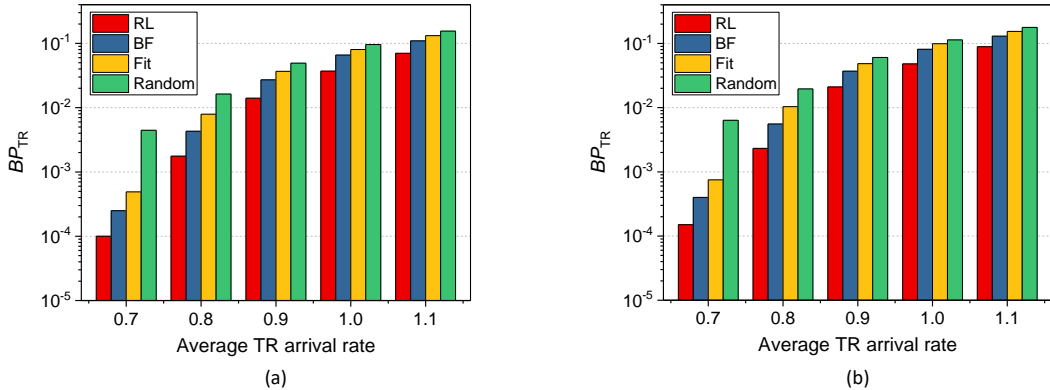 RL
BF
Fit
Random
10⁻¹
10⁻²
10⁻³
10⁻⁴
10⁻⁵
BP_TR
0.7 0.8 0.9 1.0 1.1
Average TR arrival rate
(a)
RL
BF
Fit
Random
10⁻¹
10⁻²
10⁻³
10⁻⁴
10⁻⁵
BP_TR
0.7 0.8 0.9 1.0 1.1
Average TR arrival rate
(b)